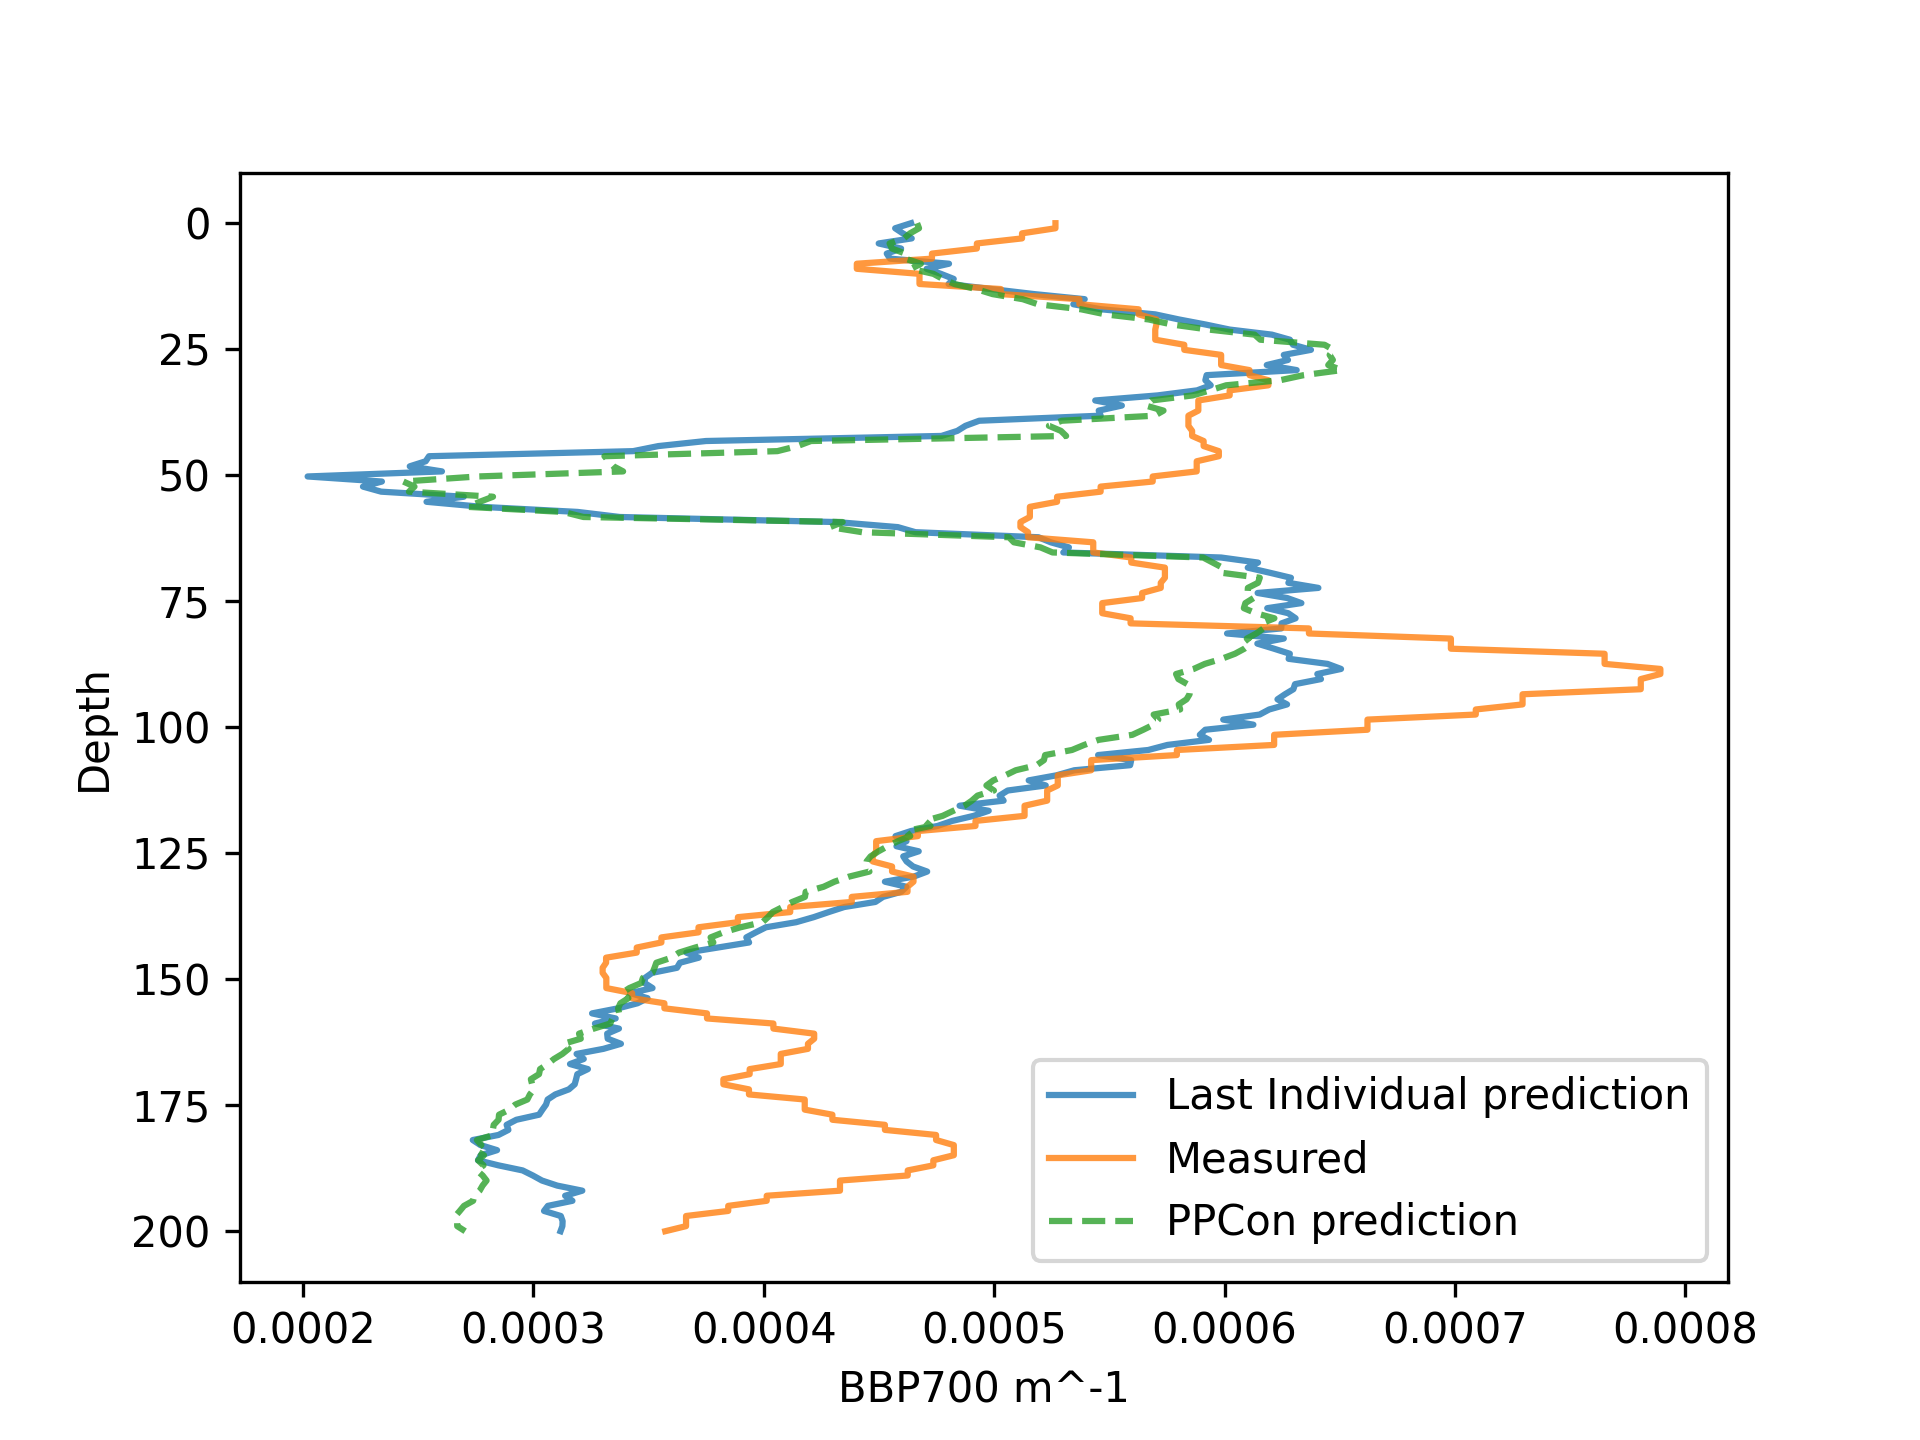 0
25
50
75
100
125
150
175
200
Depth
0.0002 0.0003 0.0004 0.0005 0.0006 0.0007 0.0008
BBP700 m^-1
Last Individual prediction
Measured
PPCon prediction